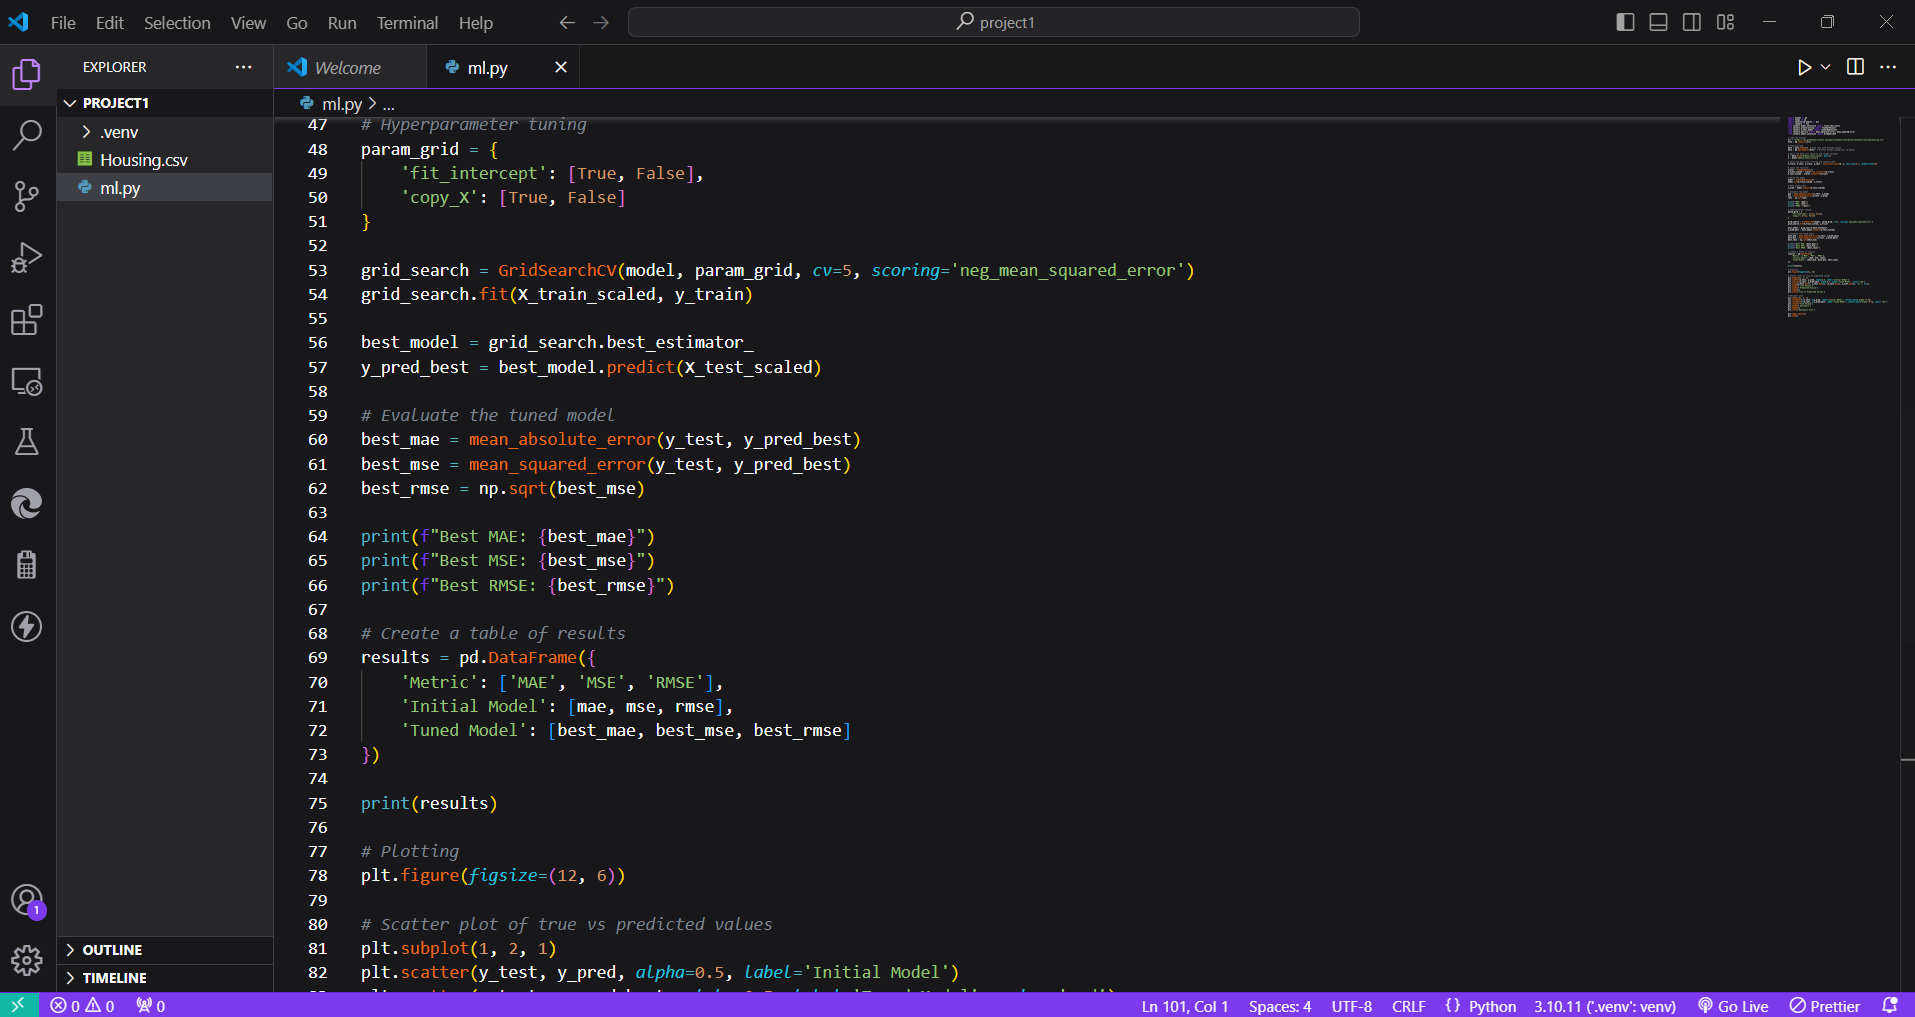 File Edit Selection View Go Run Terminal Help
project1
EXPLORER
PROJECT1
.venv
Housing.csv
ml.py
OUTLINE
TIMELINE
1
Welcome
ml.py
ml.py > ...
47 # Hyperparameter tuning
48 param_grid = {
49 'fit_intercept': [True, False],
50 'copy_X': [True, False]
51 }
52
53 grid_search = GridSearchCV(model, param_grid, cv=5, scoring='neg_mean_squared_error')
54 grid_search.fit(X_train_scaled, y_train)
55
56 best_model = grid_search.best_estimator_
57 y_pred_best = best_model.predict(X_test_scaled)
58
59 # Evaluate the tuned model
60 best_mae = mean_absolute_error(y_test, y_pred_best)
61 best_mse = mean_squared_error(y_test, y_pred_best)
62 best_rmse = np.sqrt(best_mse)
63
64 print(f"Best MAE: {best_mae}")
65 print(f"Best MSE: {best_mse}")
66 print(f"Best RMSE: {best_rmse}")
67
68 # Create a table of results
69 results = pd.DataFrame({
70 'Metric': ['MAE', 'MSE', 'RMSE'],
71 'Initial Model': [mae, mse, rmse],
72 'Tuned Model': [best_mae, best_mse, best_rmse]
73 })
74
75 print(results)
76
77 # Plotting
78 plt.figure(figsize=(12, 6))
79
80 # Scatter plot of true vs predicted values
81 plt.subplot(1, 2, 1)
82 plt.scatter(y_test, y_pred, alpha=0.5, label='Initial Model')
0 0 0 Ln 101, Col 1 Spaces: 4 UTF-8 CRLF {} Python 3.10.11 ('.venv': venv) Go Live Prettier